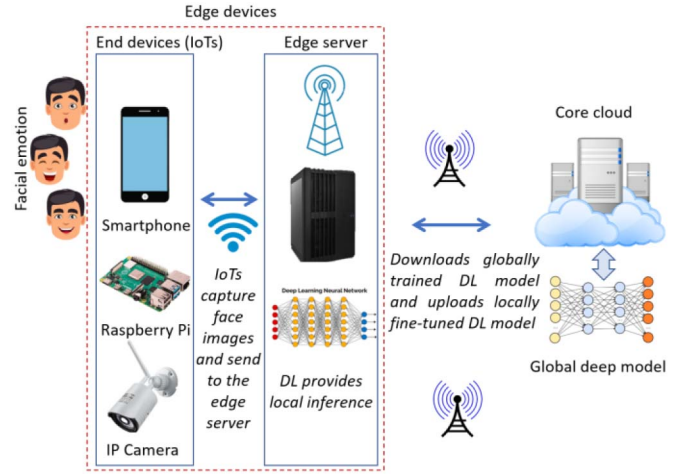 Edge devices
End devices (IoTs)
Edge server
Facial emotion
Smartphone
Raspberry Pi
IP Camera
IoTs
capture
face
images
and send
to the
edge
server
Deep Learning Neural Network
DL provides
local inference
Downloads globally
trained DL model
and uploads locally
fine-tuned DL model
Core cloud
Global deep model